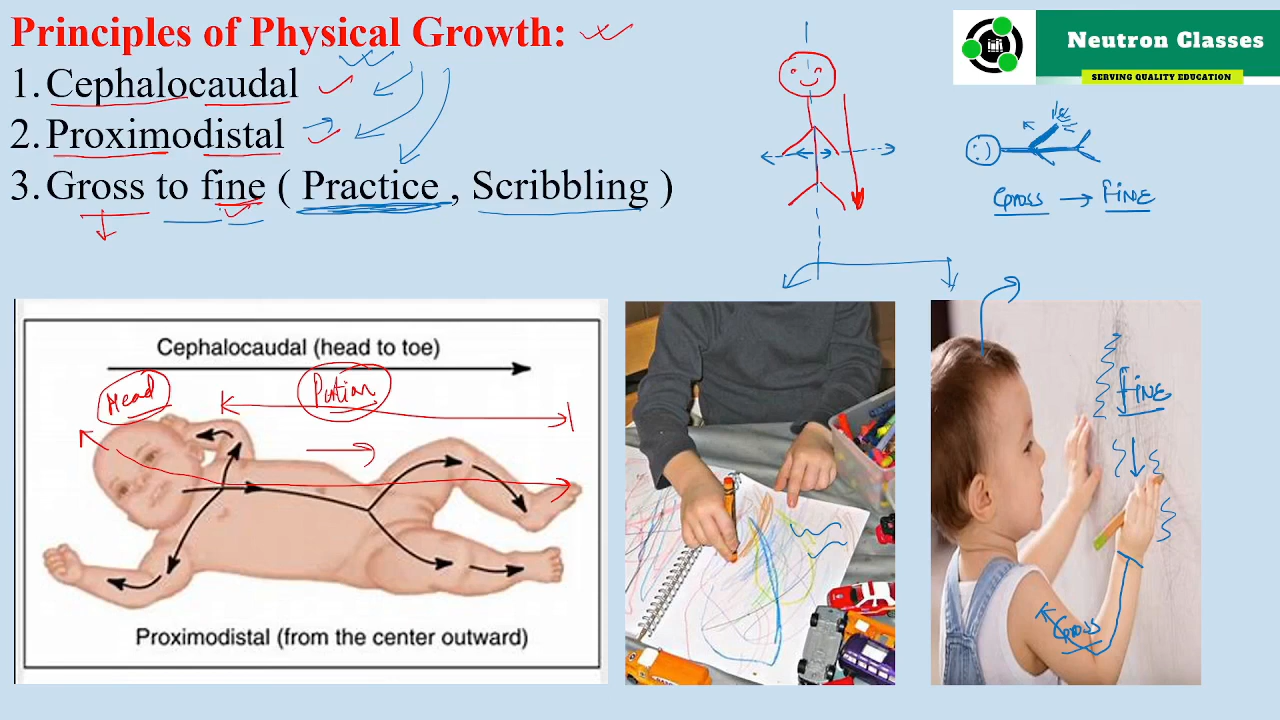 Principles of Physical Growth:
1. Cephalocaudal
2. Proximodistal
3. Gross to fine ( Practice , Scribbling )
Neutron Classes
SERVING QUALITY EDUCATION
Gross → FINE
Cephalocaudal (head to toe)
Head
Proximodistal (from the center outward)
FINE
Gross